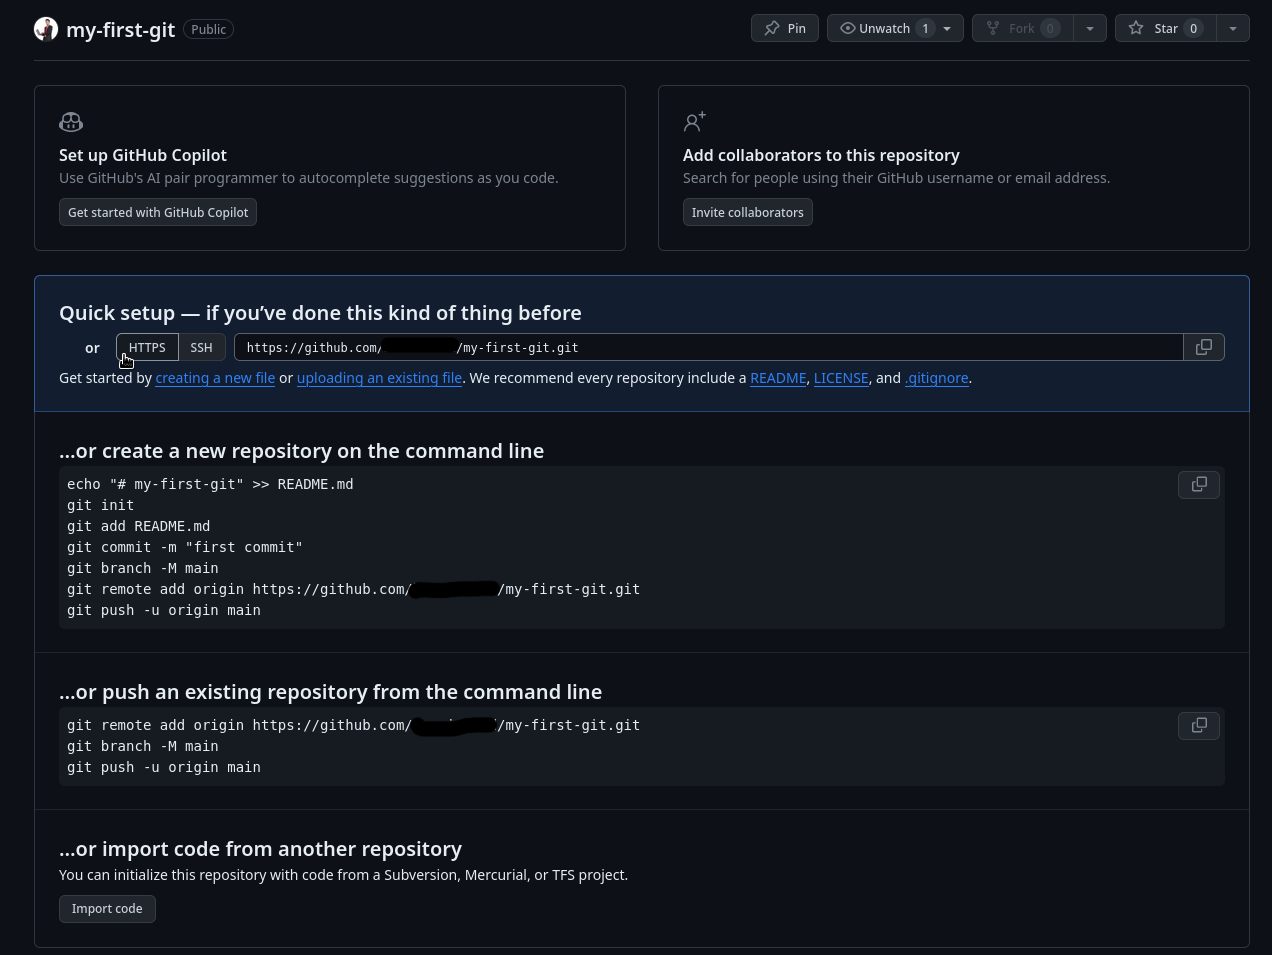 my-first-git Public
Pin Unwatch 1 Fork 0 Star 0
Set up GitHub Copilot
Use GitHub's AI pair programmer to autocomplete suggestions as you code.
Get started with GitHub Copilot
Add collaborators to this repository
Search for people using their GitHub username or email address.
Invite collaborators
Quick setup — if you’ve done this kind of thing before
or HTTPS SSH https://github.com/ /my-first-git.git
Get started by creating a new file or uploading an existing file. We recommend every repository include a README, LICENSE, and .gitignore.
…or create a new repository on the command line
echo "# my-first-git" >> README.md
git init
git add README.md
git commit -m "first commit"
git branch -M main
git remote add origin https://github.com/ /my-first-git.git
git push -u origin main
…or push an existing repository from the command line
git remote add origin https://github.com/ /my-first-git.git
git branch -M main
git push -u origin main
…or import code from another repository
You can initialize this repository with code from a Subversion, Mercurial, or TFS project.
Import code